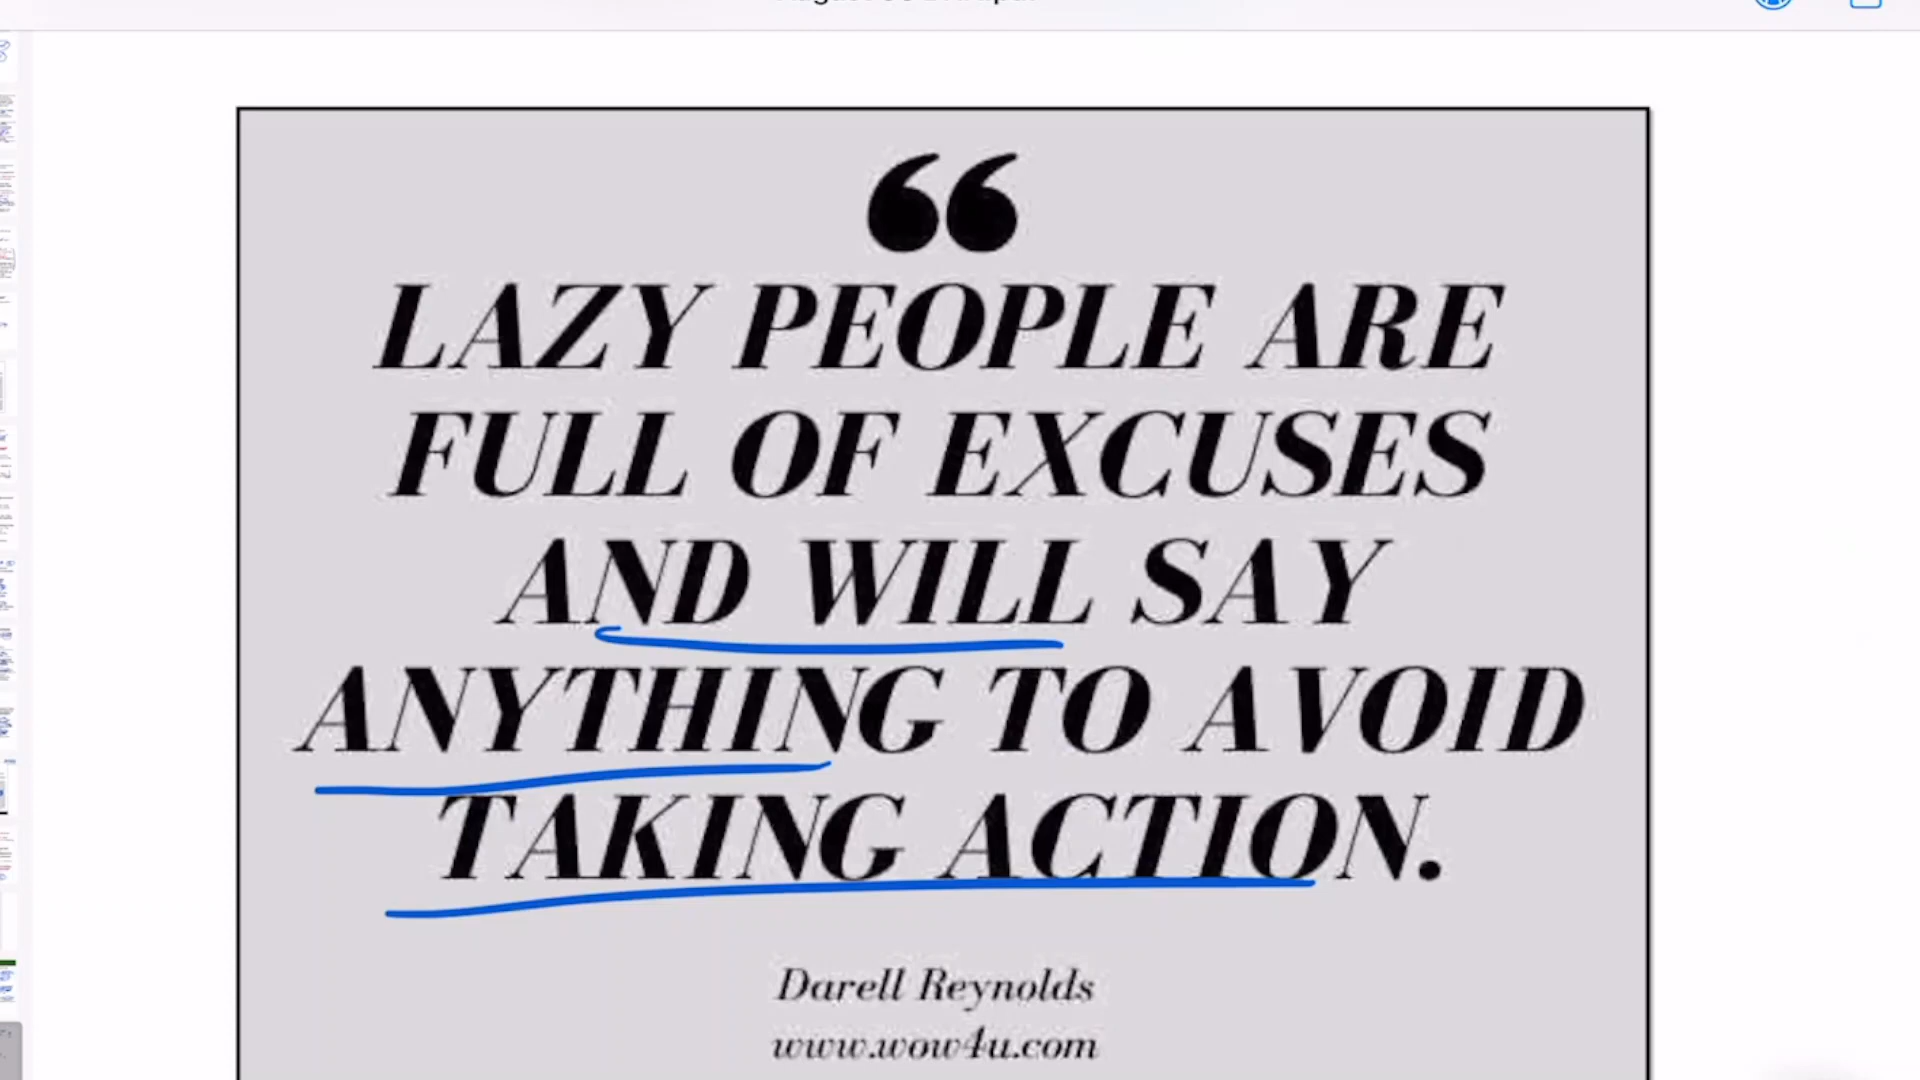 “
LAZY PEOPLE ARE
FULL OF EXCUSES
AND WILL SAY
ANYTHING TO AVOID
TAKING ACTION.
Darell Reynolds
www.wow4u.com